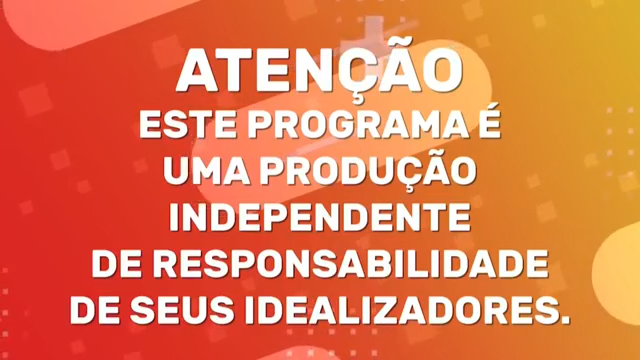 ATENÇÃO
ESTE PROGRAMA É
UMA PRODUÇÃO
INDEPENDENTE
DE RESPONSABILIDADE
DE SEUS IDEALIZADORES.